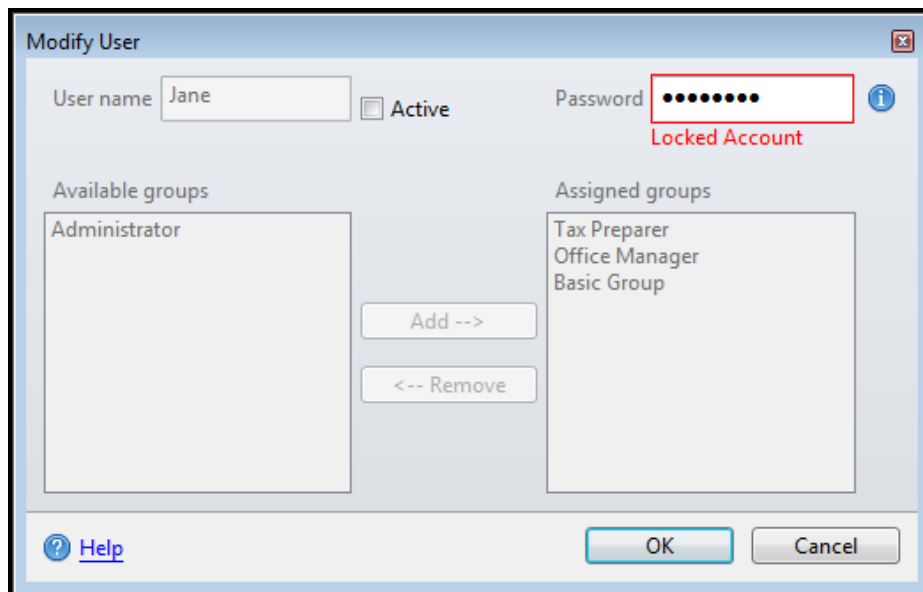 Modify User
User name Jane Active Password ●●●●●●●●
Locked Account
Available groups Assigned groups
Administrator Tax Preparer
Office Manager
Basic Group
Add -->
<-- Remove
Help OK Cancel